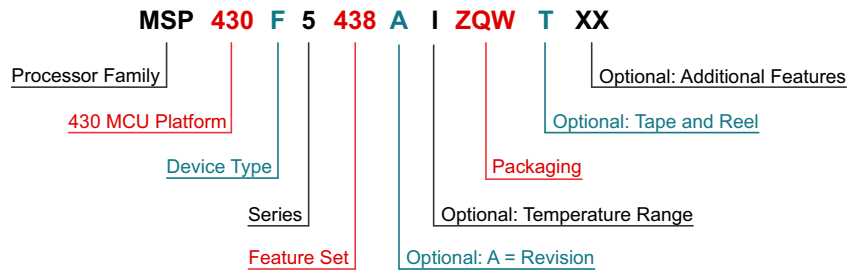 MSP 430 F 5 438 A I ZQW T XX
Processor Family
Optional: Additional Features
430 MCU Platform
Optional: Tape and Reel
Device Type
Packaging
Series
Optional: Temperature Range
Feature Set
Optional: A = Revision